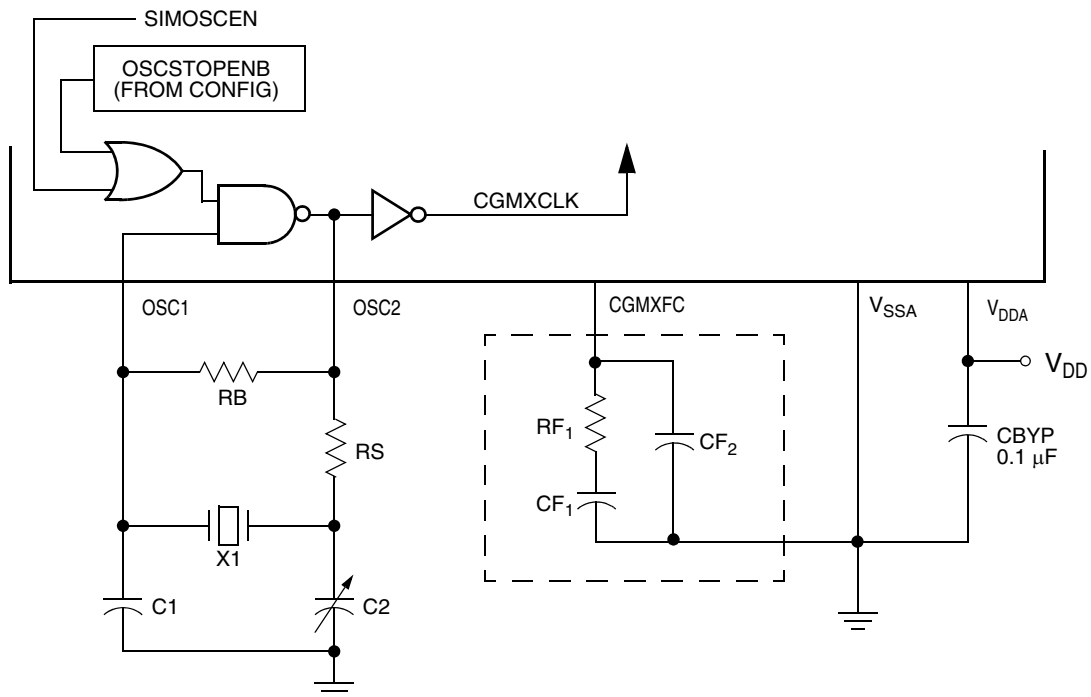 SIMOSCEN
OSCSTOPENB
(FROM CONFIG)
CGMXCLK
OSC1
OSC2
CGMXFC
VSSA
VDDA
VDD
RB
RF1
CF2
CBYP
0.1 μF
RS
CF1
X1
C1
C2